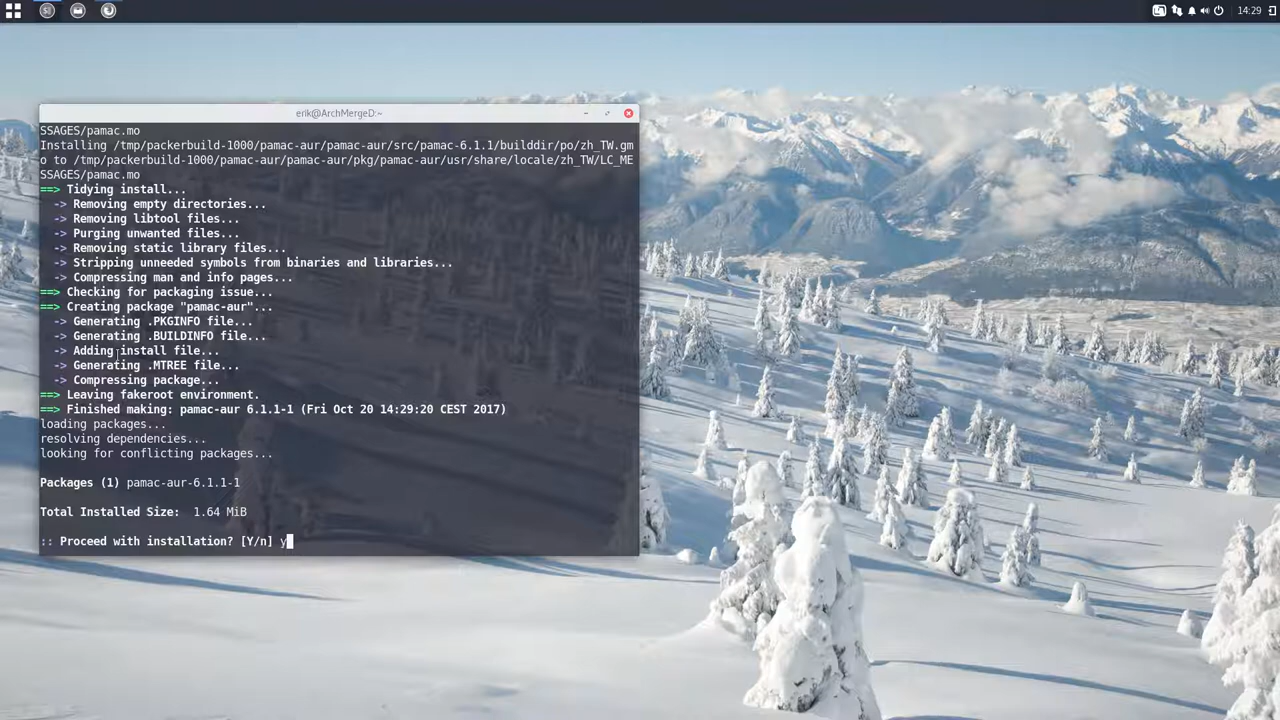 14:29
erik@ArchMergeD:~
SSAGES/pamac.mo
Installing /tmp/packerbuild-1000/pamac-aur/pamac-aur/src/pamac-6.1.1/builddir/po/zh_TW.gm
o to /tmp/packerbuild-1000/pamac-aur/pamac-aur/pkg/pamac-aur/usr/share/locale/zh_TW/LC_ME
SSAGES/pamac.mo
==> Tidying install...
-> Removing empty directories...
-> Removing libtool files...
-> Purging unwanted files...
-> Removing static library files...
-> Stripping unneeded symbols from binaries and libraries...
-> Compressing man and info pages...
==> Checking for packaging issue...
==> Creating package "pamac-aur"...
-> Generating .PKGINFO file...
-> Generating .BUILDINFO file...
-> Adding install file...
-> Generating .MTREE file...
-> Compressing package...
==> Leaving fakeroot environment.
==> Finished making: pamac-aur 6.1.1-1 (Fri Oct 20 14:29:20 CEST 2017)
loading packages...
resolving dependencies...
looking for conflicting packages...
Packages (1) pamac-aur-6.1.1-1
Total Installed Size:  1.64 MiB
:: Proceed with installation? [Y/n] y